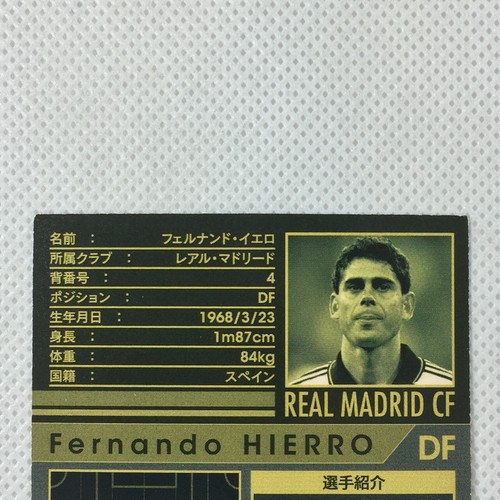 名前 : フェルナンド・イエロ
所属クラブ : レアル・マドリード
背番号 : 4
ポジション : DF
生年月日 : 1968/3/23
身長 : 1m87cm
体重 : 84kg
国籍 : スペイン
REAL MADRID CF
Fernando HIERRO DF
選手紹介